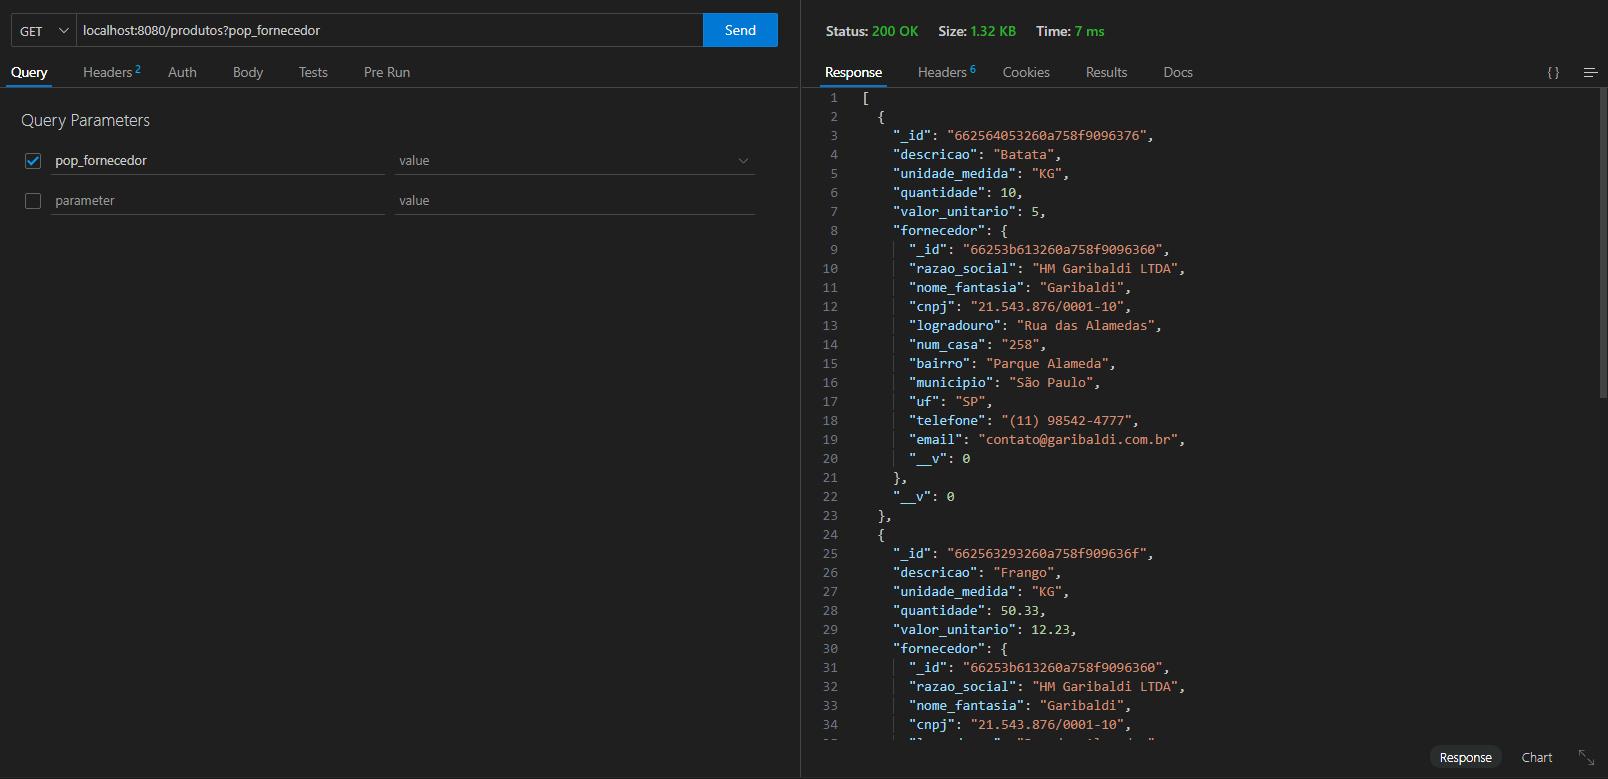 GET
localhost:8080/produtos?pop_fornecedor
Send
Query
Headers 2
Auth
Body
Tests
Pre Run
Query Parameters
pop_fornecedor value
parameter value
Status: 200 OK Size: 1.32 KB Time: 7 ms
Response
Headers 6
Cookies
Results
Docs
{ }
1 [
2 {
3 "_id": "662564053260a758f9096376",
4 "descricao": "Batata",
5 "unidade_medida": "KG",
6 "quantidade": 10,
7 "valor_unitario": 5,
8 "fornecedor": {
9 "_id": "66253b613260a758f9096360",
10 "razao_social": "HM Garibaldi LTDA",
11 "nome_fantasia": "Garibaldi",
12 "cnpj": "21.543.876/0001-10",
13 "logradouro": "Rua das Alamedas",
14 "num_casa": "258",
15 "bairro": "Parque Alameda",
16 "municipio": "São Paulo",
17 "uf": "SP",
18 "telefone": "(11) 98542-4777",
19 "email": "contato@garibaldi.com.br",
20 "__v": 0
21 },
22 "__v": 0
23 },
24 {
25 "_id": "662563293260a758f909636f",
26 "descricao": "Frango",
27 "unidade_medida": "KG",
28 "quantidade": 50.33,
29 "valor_unitario": 12.23,
30 "fornecedor": {
31 "_id": "66253b613260a758f9096360",
32 "razao_social": "HM Garibaldi LTDA",
33 "nome_fantasia": "Garibaldi",
34 "cnpj": "21.543.876/0001-10",
Response
Chart